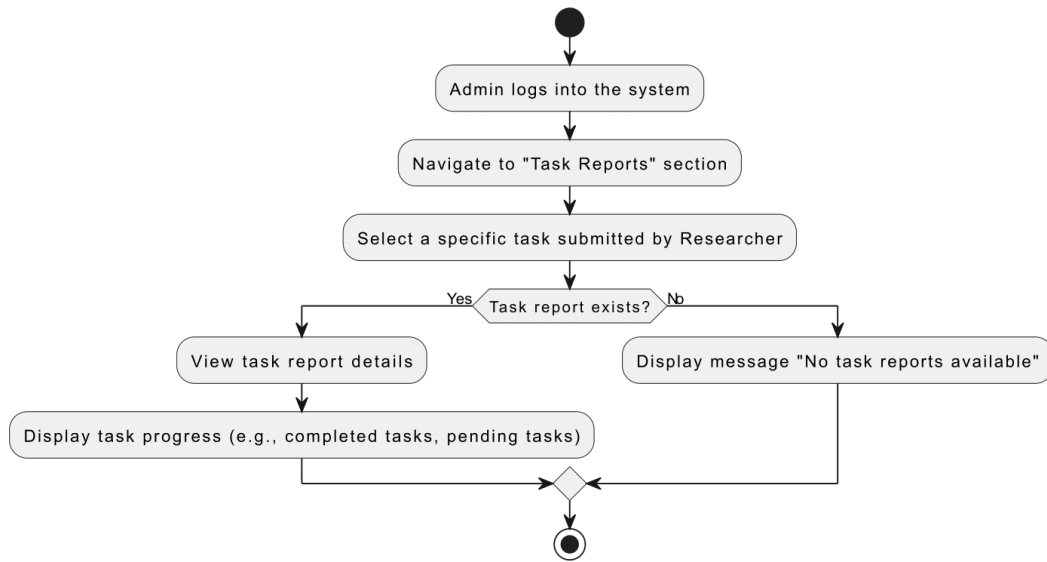 Admin logs into the system
Navigate to "Task Reports" section
Select a specific task submitted by Researcher
Yes
Task report exists?
No
View task report details
Display message "No task reports available"
Display task progress (e.g., completed tasks, pending tasks)